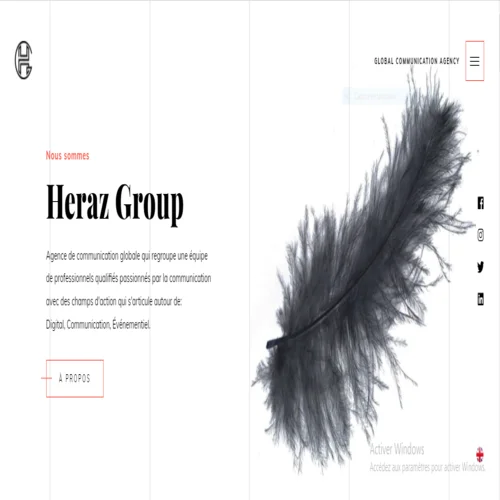 GLOBAL COMMUNICATION AGENCY
Nous sommes
Heraz Group
Agence de communication globale qui regroupe une équipe
de professionnels qualifiés passionnés par la communication
avec des champs d'action qui s'articule autour de:
Digital, Communication, Événementiel.
À PROPOS
Activer Windows
Accédez aux paramètres pour activer Windows.